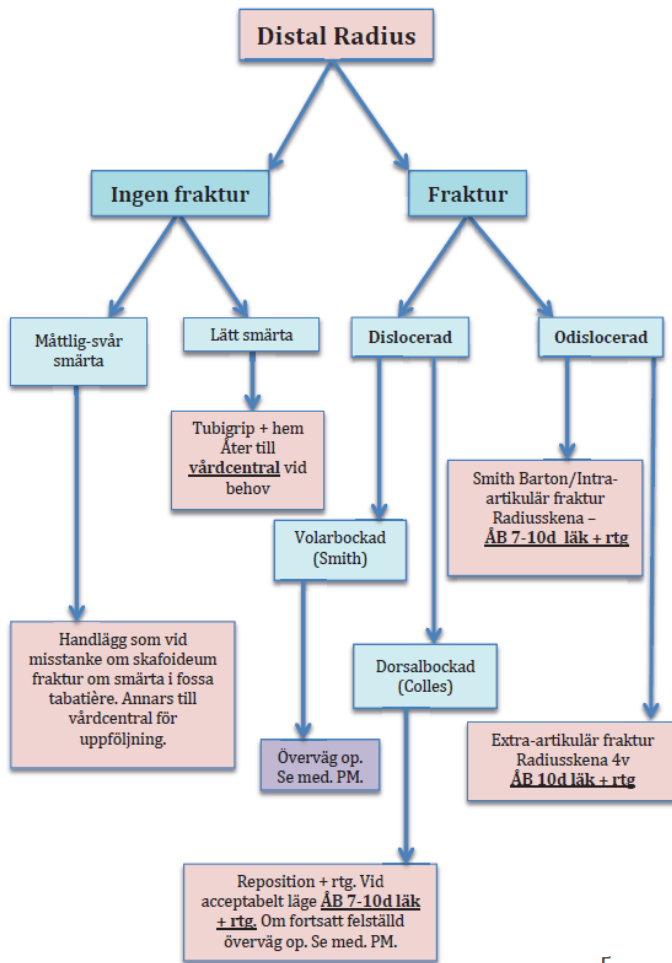 Distal Radius
Ingen fraktur
Fraktur
Måttlig-svår
smärta
Lätt smärta
Dislocerad
Odislocerad
Tubigrip + hem
Åter till
vårdcentral vid
behov
Smith Barton/Intra-
artikulär fraktur
Radiusskena –
ÅB 7-10d läk + rtg
Volarbockad
(Smith)
Handlägg som vid
misstanke om skafoideum
fraktur om smärta i fossa
tabatière. Annars till
vårdcentral för
uppföljning.
Dorsalbockad
(Colles)
Överväg op.
Se med. PM.
Extra-artikulär fraktur
Radiusskena 4v
ÅB 10d läk + rtg
Reposition + rtg. Vid
acceptabelt läge ÅB 7-10d läk
+ rtg. Om fortsatt felställd
överväg op. Se med. PM.